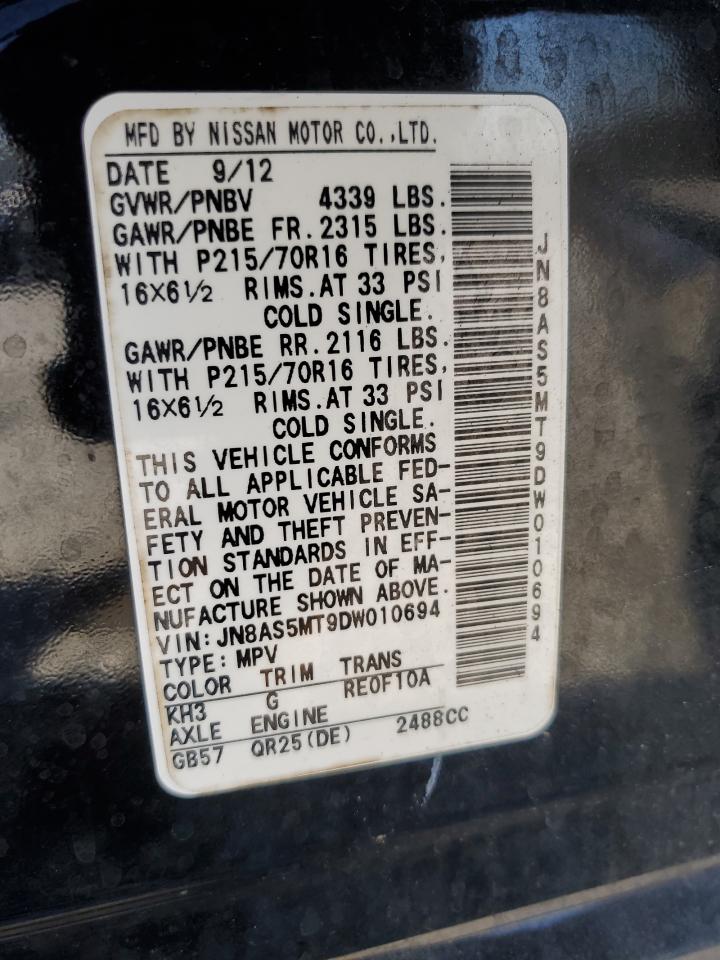 MFD BY NISSAN MOTOR CO.,LTD.
DATE 9/12
GVWR/PNBV 4339 LBS.
GAWR/PNBE FR. 2315 LBS.
WITH P215/70R16 TIRES,
16X6½ RIMS.AT 33 PSI
COLD SINGLE.
GAWR/PNBE RR. 2116 LBS.
WITH P215/70R16 TIRES,
16X6½ RIMS.AT 33 PSI
COLD SINGLE.
THIS VEHICLE CONFORMS
TO ALL APPLICABLE FED-
ERAL MOTOR VEHICLE SA-
FETY AND THEFT PREVEN-
TION STANDARDS IN EFF-
ECT ON THE DATE OF MA-
NUFACTURE SHOWN ABOVE.
VIN: JN8AS5MT9DW010694
TYPE: MPV
COLOR TRIM TRANS
KH3 G RE0F10A
AXLE ENGINE
GB57 QR25(DE) 2488CC
JN8AS5MT9DW010694